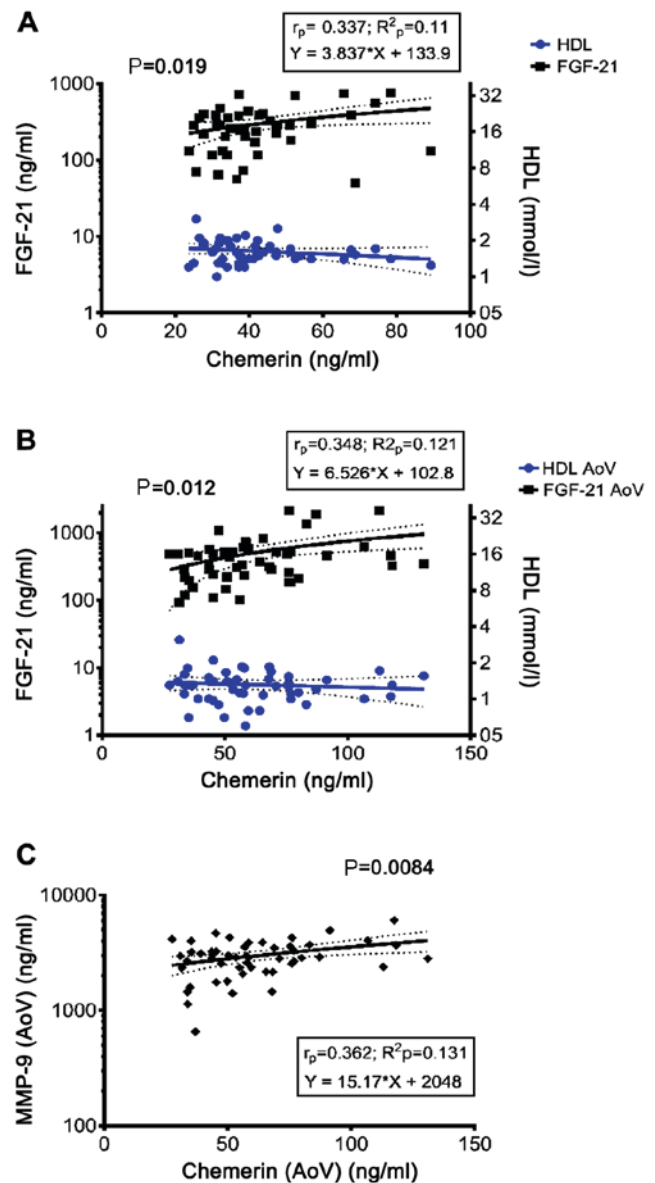 A
rp= 0.337; R²p=0.11
Y = 3.837*X + 133.9
P=0.019
HDL
FGF-21
FGF-21 (ng/ml)
1000
100
10
1
HDL (mmol/l)
32
16
8
4
2
1
05
0 20 40 60 80 100
Chemerin (ng/ml)
B
rp=0.348; R2p=0.121
Y = 6.526*X + 102.8
P=0.012
HDL AoV
FGF-21 AoV
FGF-21 (ng/ml)
1000
100
10
1
HDL (mmol/l)
32
16
8
4
2
1
05
0 50 100 150
Chemerin (ng/ml)
C
P=0.0084
MMP-9 (AoV) (ng/ml)
10000
1000
100
rp=0.362; R²p=0.131
Y = 15.17*X + 2048
0 50 100 150
Chemerin (AoV) (ng/ml)